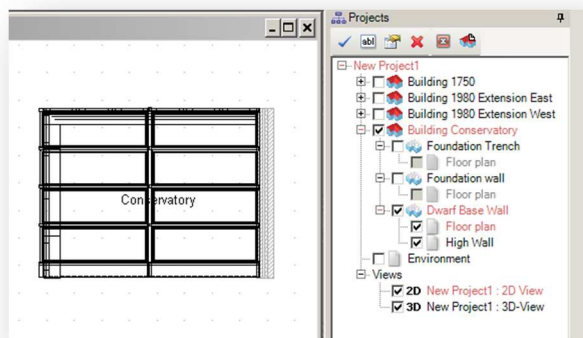 Projects
abl
New Project1
Building 1750
Building 1980 Extension East
Building 1980 Extension West
Building Conservatory
Foundation Trench
Floor plan
Foundation wall
Floor plan
Dwarf Base Wall
Floor plan
High Wall
Environment
Views
2D New Project1 : 2D View
3D New Project1 : 3D-View
Conservatory